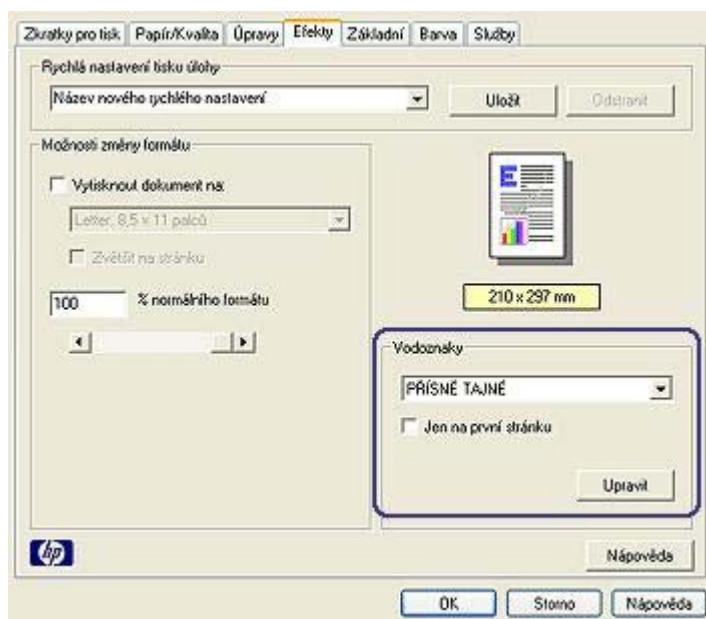 Zkratky pro tisk Papír/Kvalita Úpravy Efekty Základní Barva Služby
Rychlá nastavení tisku úlohy
Název nového rychlého nastavení Uložit Odstranit
Možnosti změny formátu
Vytisknout dokument na:
Letter, 8,5 x 11 palců
Zvětšit na stránku
100 % normálního formátu
E
210 x 297 mm
Vodoznaky
PŘÍSNĚ TAJNÉ
Jen na první stránku
Upravit
hp Nápověda
OK Storno Nápověda